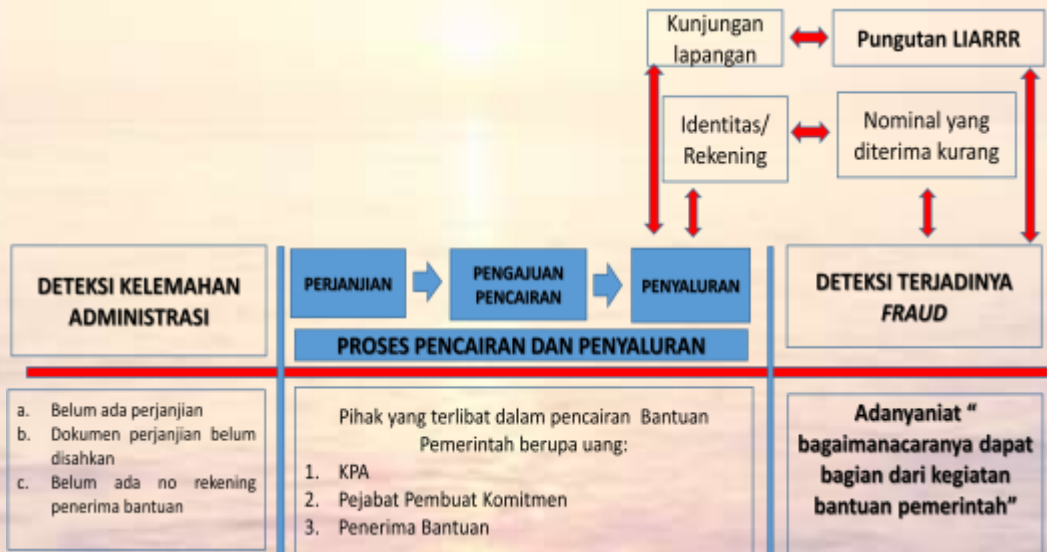 Kunjungan
lapangan
Pungutan LIARRR
Identitas/
Rekening
Nominal yang
diterima kurang
DETEKSI KELEMAHAN
ADMINISTRASI
PERJANJIAN
PENGAJUAN
PENCAIRAN
PENYALURAN
PROSES PENCAIRAN DAN PENYALURAN
DETEKSI TERJADINYA
FRAUD
a. Belum ada perjanjian
b. Dokumen perjanjian belum
disahkan
c. Belum ada no rekening
penerima bantuan
Pihak yang terlibat dalam pencairan Bantuan
Pemerintah berupa uang:
1. KPA
2. Pejabat Pembuat Komitmen
3. Penerima Bantuan
Adanyaniat “
bagaimanacaranya dapat
bagian dari kegiatan
bantuan pemerintah”